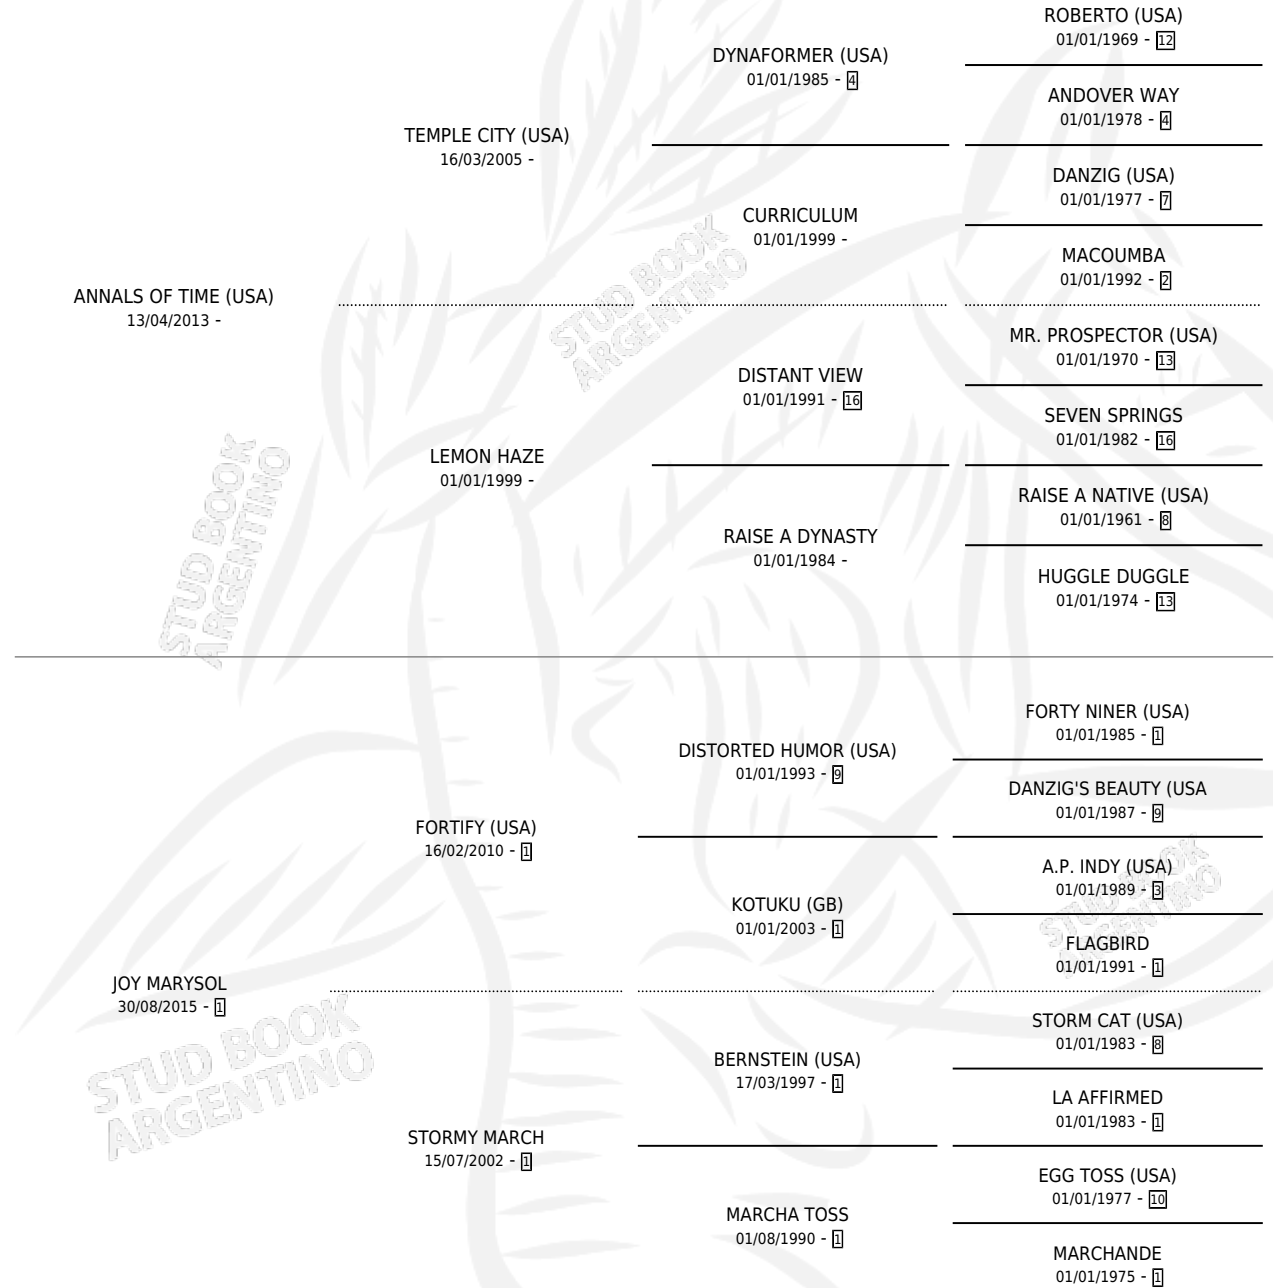 ROBERTO (USA)
01/01/1969 - 12
DYNAFORMER (USA)
01/01/1985 - 4
ANDOVER WAY
01/01/1978 - 4
TEMPLE CITY (USA)
16/03/2005 -
DANZIG (USA)
01/01/1977 - 7
CURRICULUM
01/01/1999 -
MACOUMBA
01/01/1992 - 2
ANNALS OF TIME (USA)
13/04/2013 -
STUD BOOK
ARGENTINO
MR. PROSPECTOR (USA)
01/01/1970 - 13
DISTANT VIEW
01/01/1991 - 16
SEVEN SPRINGS
01/01/1982 - 16
LEMON HAZE
01/01/1999 -
RAISE A NATIVE (USA)
01/01/1961 - 8
RAISE A DYNASTY
01/01/1984 -
HUGGLE DUGGLE
01/01/1974 - 13
STUD BOOK
ARGENTINO
FORTY NINER (USA)
01/01/1985 - 1
DISTORTED HUMOR (USA)
01/01/1993 - 9
DANZIG'S BEAUTY (USA
01/01/1987 - 9
FORTIFY (USA)
16/02/2010 - 1
A.P. INDY (USA)
01/01/1989 - 3
KOTUKU (GB)
01/01/2003 - 1
STUD BOOK
ARGENTINO
FLAGBIRD
01/01/1991 - 1
JOY MARYSOL
30/08/2015 - 1
STORM CAT (USA)
01/01/1983 - 8
BERNSTEIN (USA)
17/03/1997 - 1
LA AFFIRMED
01/01/1983 - 1
STUD BOOK
ARGENTINO
STORMY MARCH
15/07/2002 - 1
EGG TOSS (USA)
01/01/1977 - 10
MARCHA TOSS
01/08/1990 - 1
MARCHANDE
01/01/1975 - 1